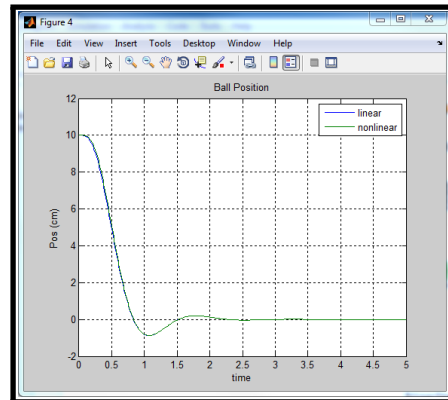 Figure 4
File Edit View Insert Tools Desktop Window Help
Ball Position
12
10
8
6
4
2
0
-2
Pos (cm)
linear
nonlinear
0 0.5 1 1.5 2 2.5 3 3.5 4 4.5 5
time